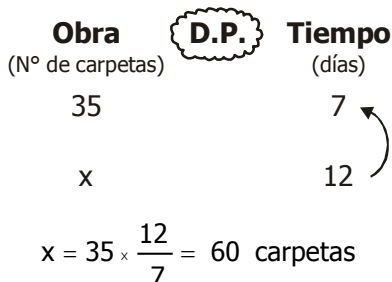 Obra D.P. Tiempo
(N° de carpetas) (días)
35 7
x 12
x = 35 × 12/7 = 60 carpetas